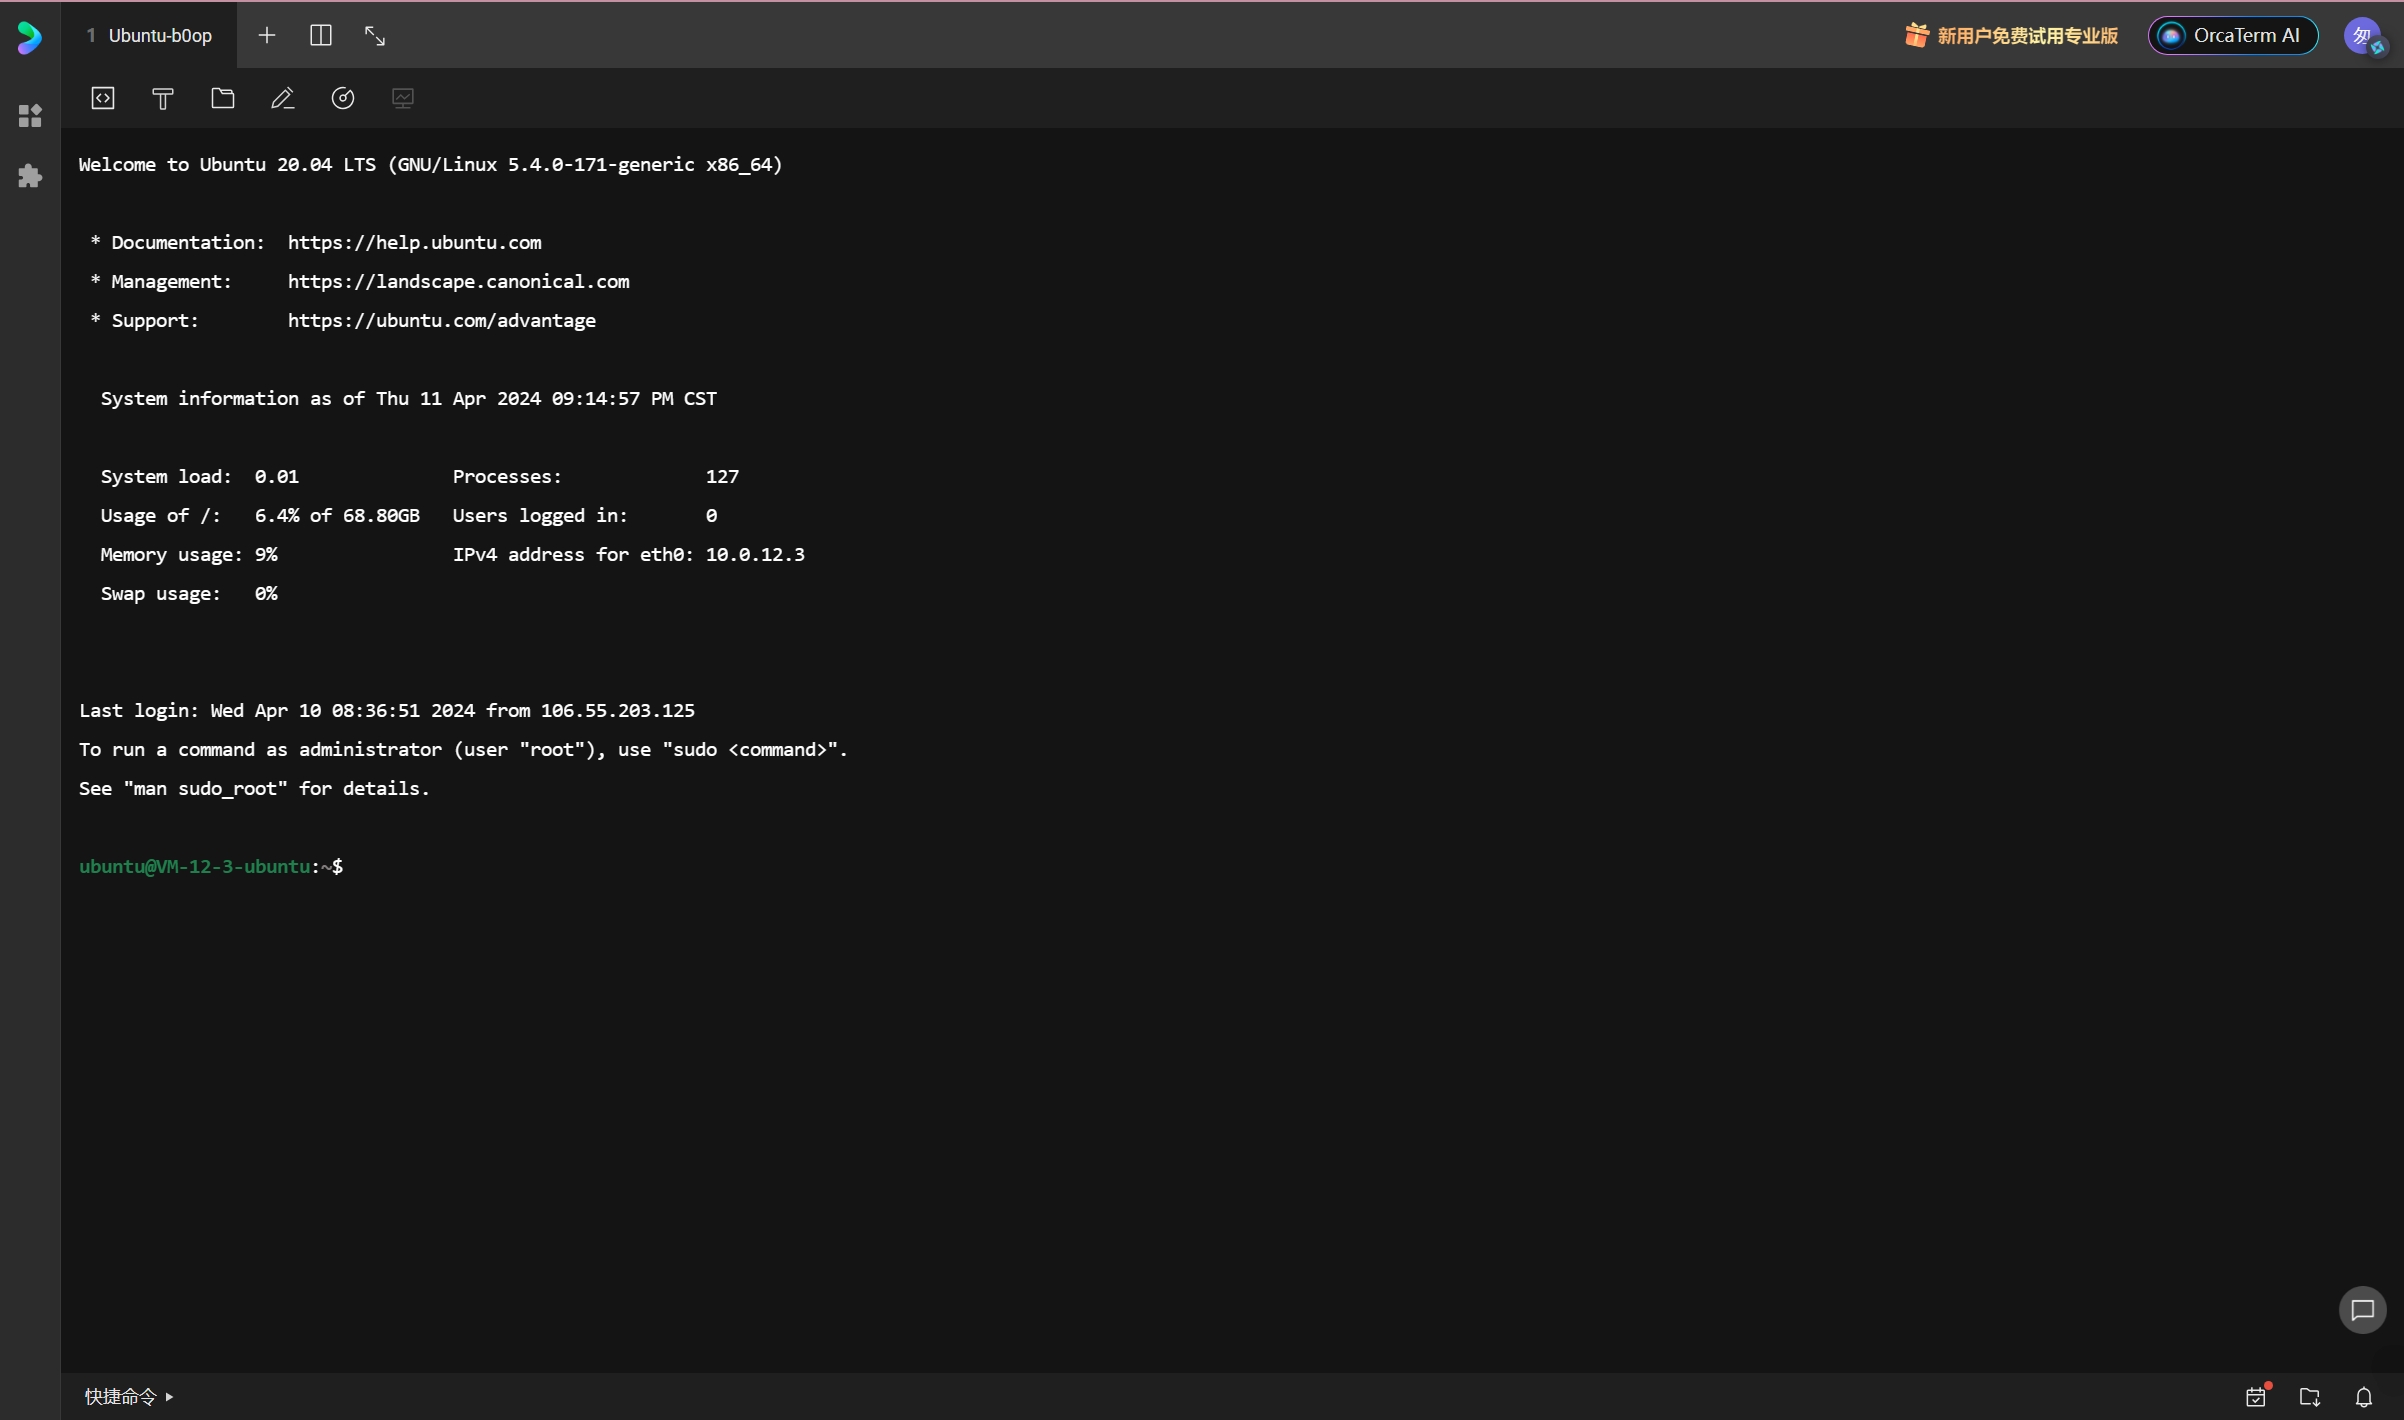 1 Ubuntu-b0op
新用户免费试用专业版
OrcaTerm AI
匆
Welcome to Ubuntu 20.04 LTS (GNU/Linux 5.4.0-171-generic x86_64)
* Documentation:  https://help.ubuntu.com
* Management:     https://landscape.canonical.com
* Support:        https://ubuntu.com/advantage
System information as of Thu 11 Apr 2024 09:14:57 PM CST
System load:  0.01              Processes:             127
Usage of /:   6.4% of 68.80GB   Users logged in:       0
Memory usage: 9%                IPv4 address for eth0: 10.0.12.3
Swap usage:   0%
Last login: Wed Apr 10 08:36:51 2024 from 106.55.203.125
To run a command as administrator (user "root"), use "sudo <command>".
See "man sudo_root" for details.
ubuntu@VM-12-3-ubuntu:~$
快捷命令